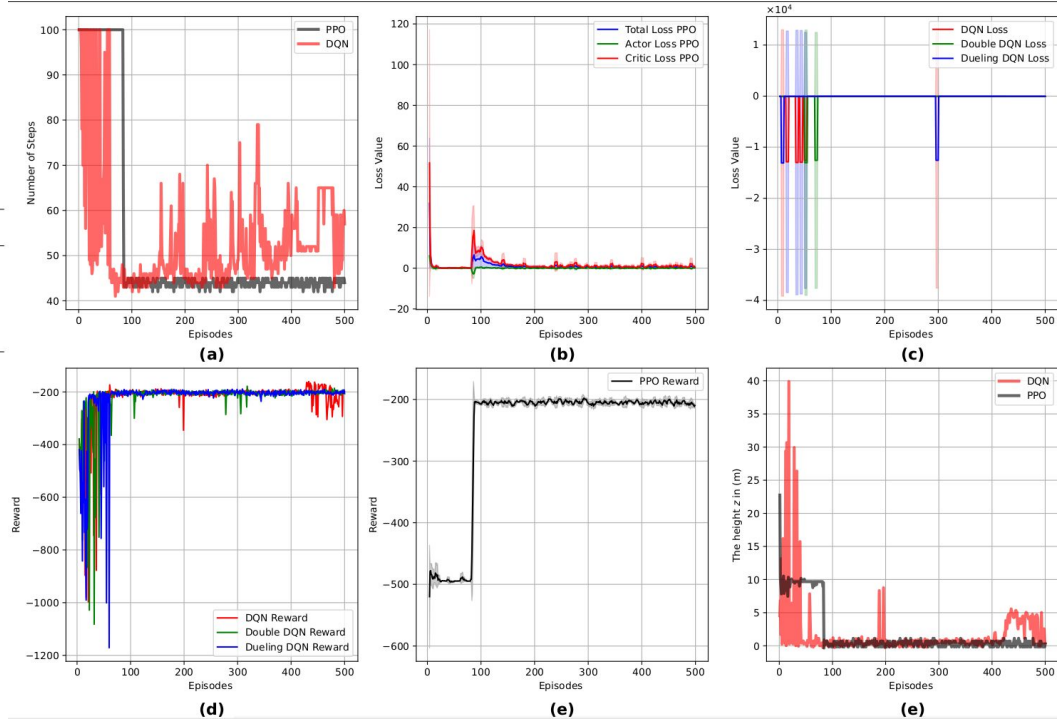 100
90
80
70
60
50
40
0
100
200
300
400
500
Number of Steps
Episodes
PPO
DQN
(a)
120
100
80
60
40
20
0
−20
0
100
200
300
400
500
Loss Value
Episodes
Total Loss PPO
Actor Loss PPO
Critic Loss PPO
(b)
×10⁴
1
0
−1
−2
−3
−4
0
100
200
300
400
500
Loss Value
Episodes
DQN Loss
Double DQN Loss
Dueling DQN Loss
(c)
−200
−400
−600
−800
−1000
−1200
0
100
200
300
400
500
Reward
Episodes
DQN Reward
Double DQN Reward
Dueling DQN Reward
(d)
−200
−300
−400
−500
−600
0
100
200
300
400
500
Reward
Episodes
PPO Reward
(e)
40
35
30
25
20
15
10
5
0
0
100
200
300
400
500
The height z in (m)
Episodes
DQN
PPO
(e)